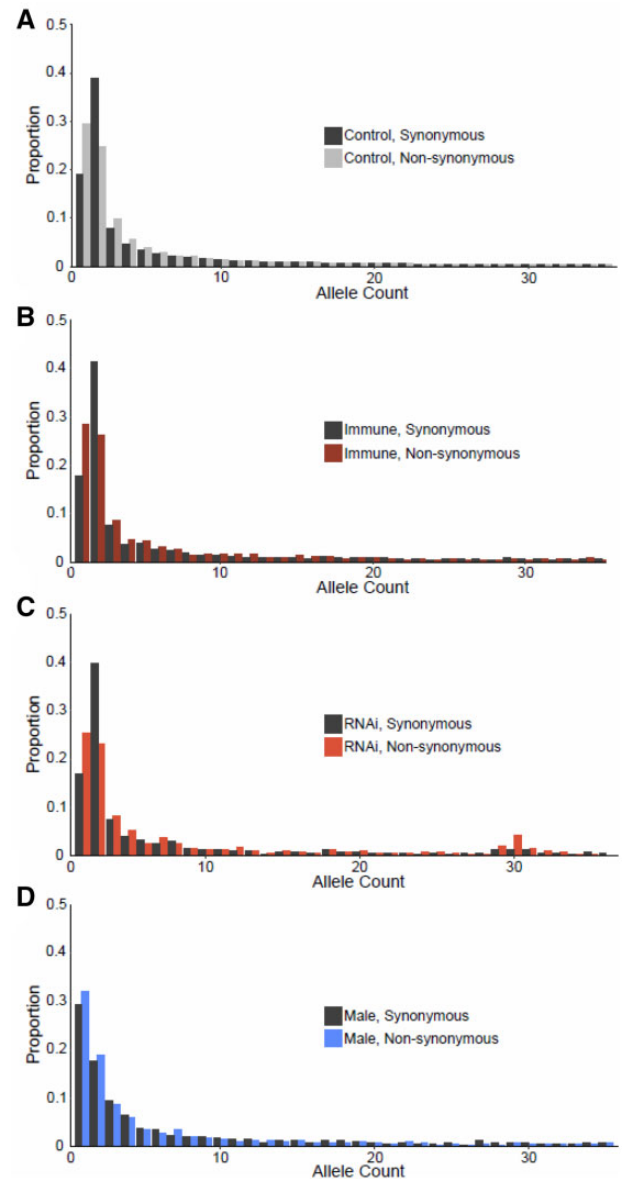 A
0.5
0.4
0.3
0.2
0.1
0
Proportion
Control, Synonymous
Control, Non-synonymous
0 10 20 30
Allele Count
B
0.5
0.4
0.3
0.2
0.1
0
Proportion
Immune, Synonymous
Immune, Non-synonymous
0 10 20 30
Allele Count
C
0.5
0.4
0.3
0.2
0.1
0
Proportion
RNAi, Synonymous
RNAi, Non-synonymous
0 10 20 30
Allele Count
D
0.5
0.4
0.3
0.2
0.1
0
Proportion
Male, Synonymous
Male, Non-synonymous
0 10 20 30
Allele Count